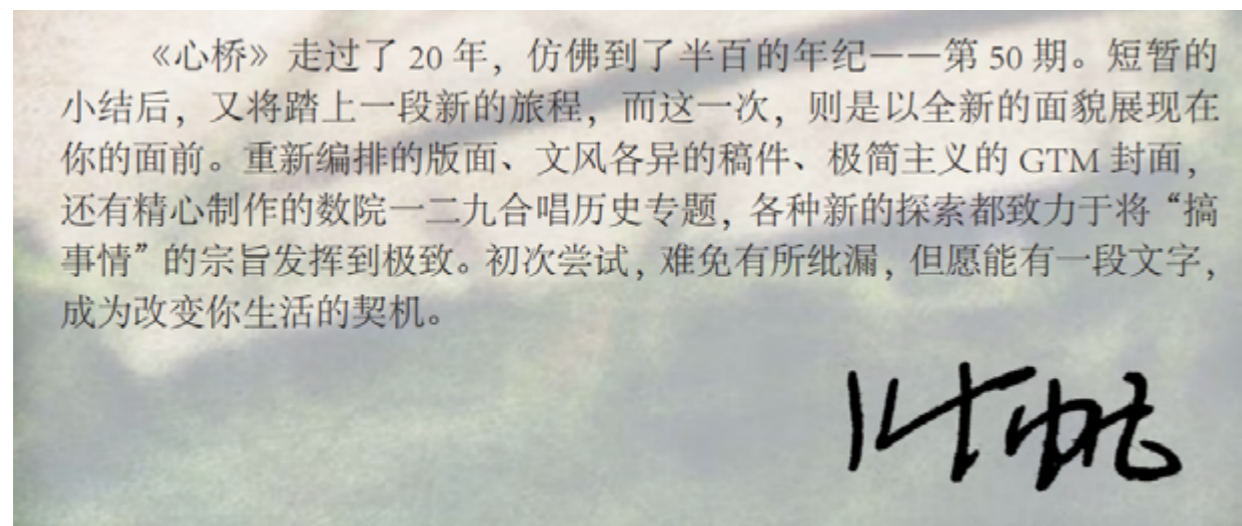 《心桥》走过了 20 年，仿佛到了半百的年纪——第 50 期。短暂的
小结后，又将踏上一段新的旅程，而这一次，则是以全新的面貌展现在
你的面前。重新编排的版面、文风各异的稿件、极简主义的 GTM 封面，
还有精心制作的数院一二九合唱历史专题，各种新的探索都致力于将“搞
事情”的宗旨发挥到极致。初次尝试，难免有所纰漏，但愿能有一段文字，
成为改变你生活的契机。